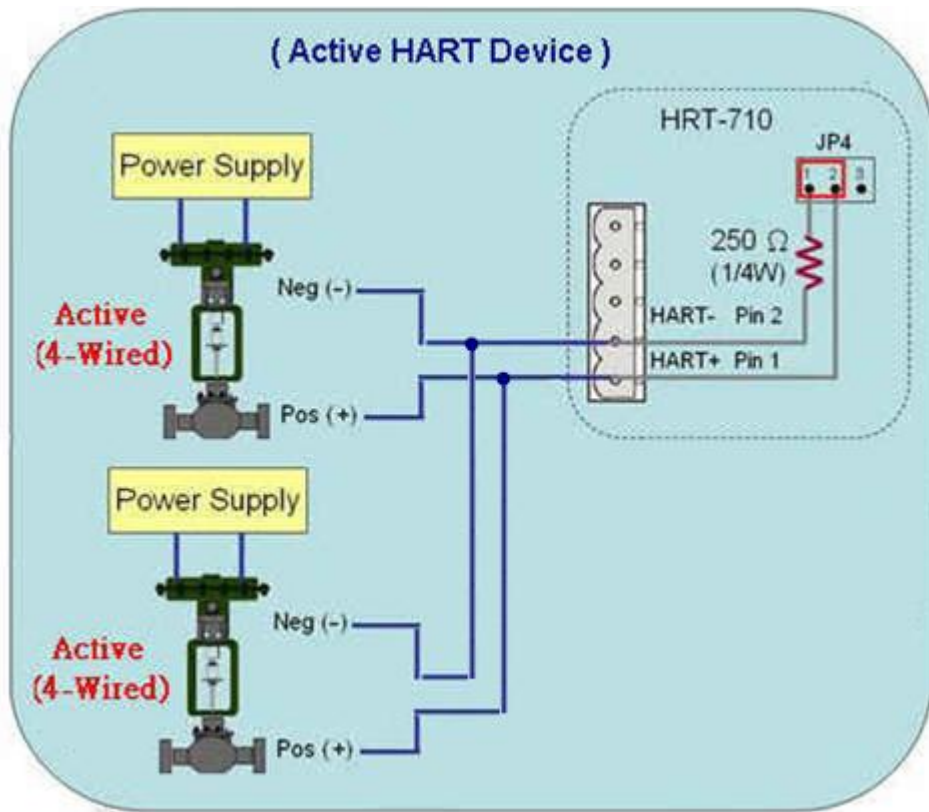 ( Active HART Device )
HRT-710
JP4
1 2 3
Power Supply
250 Ω
(1/4W)
Neg (-)
Active
(4-Wired)
HART- Pin 2
HART+ Pin 1
Pos (+)
Power Supply
Neg (-)
Active
(4-Wired)
Pos (+)